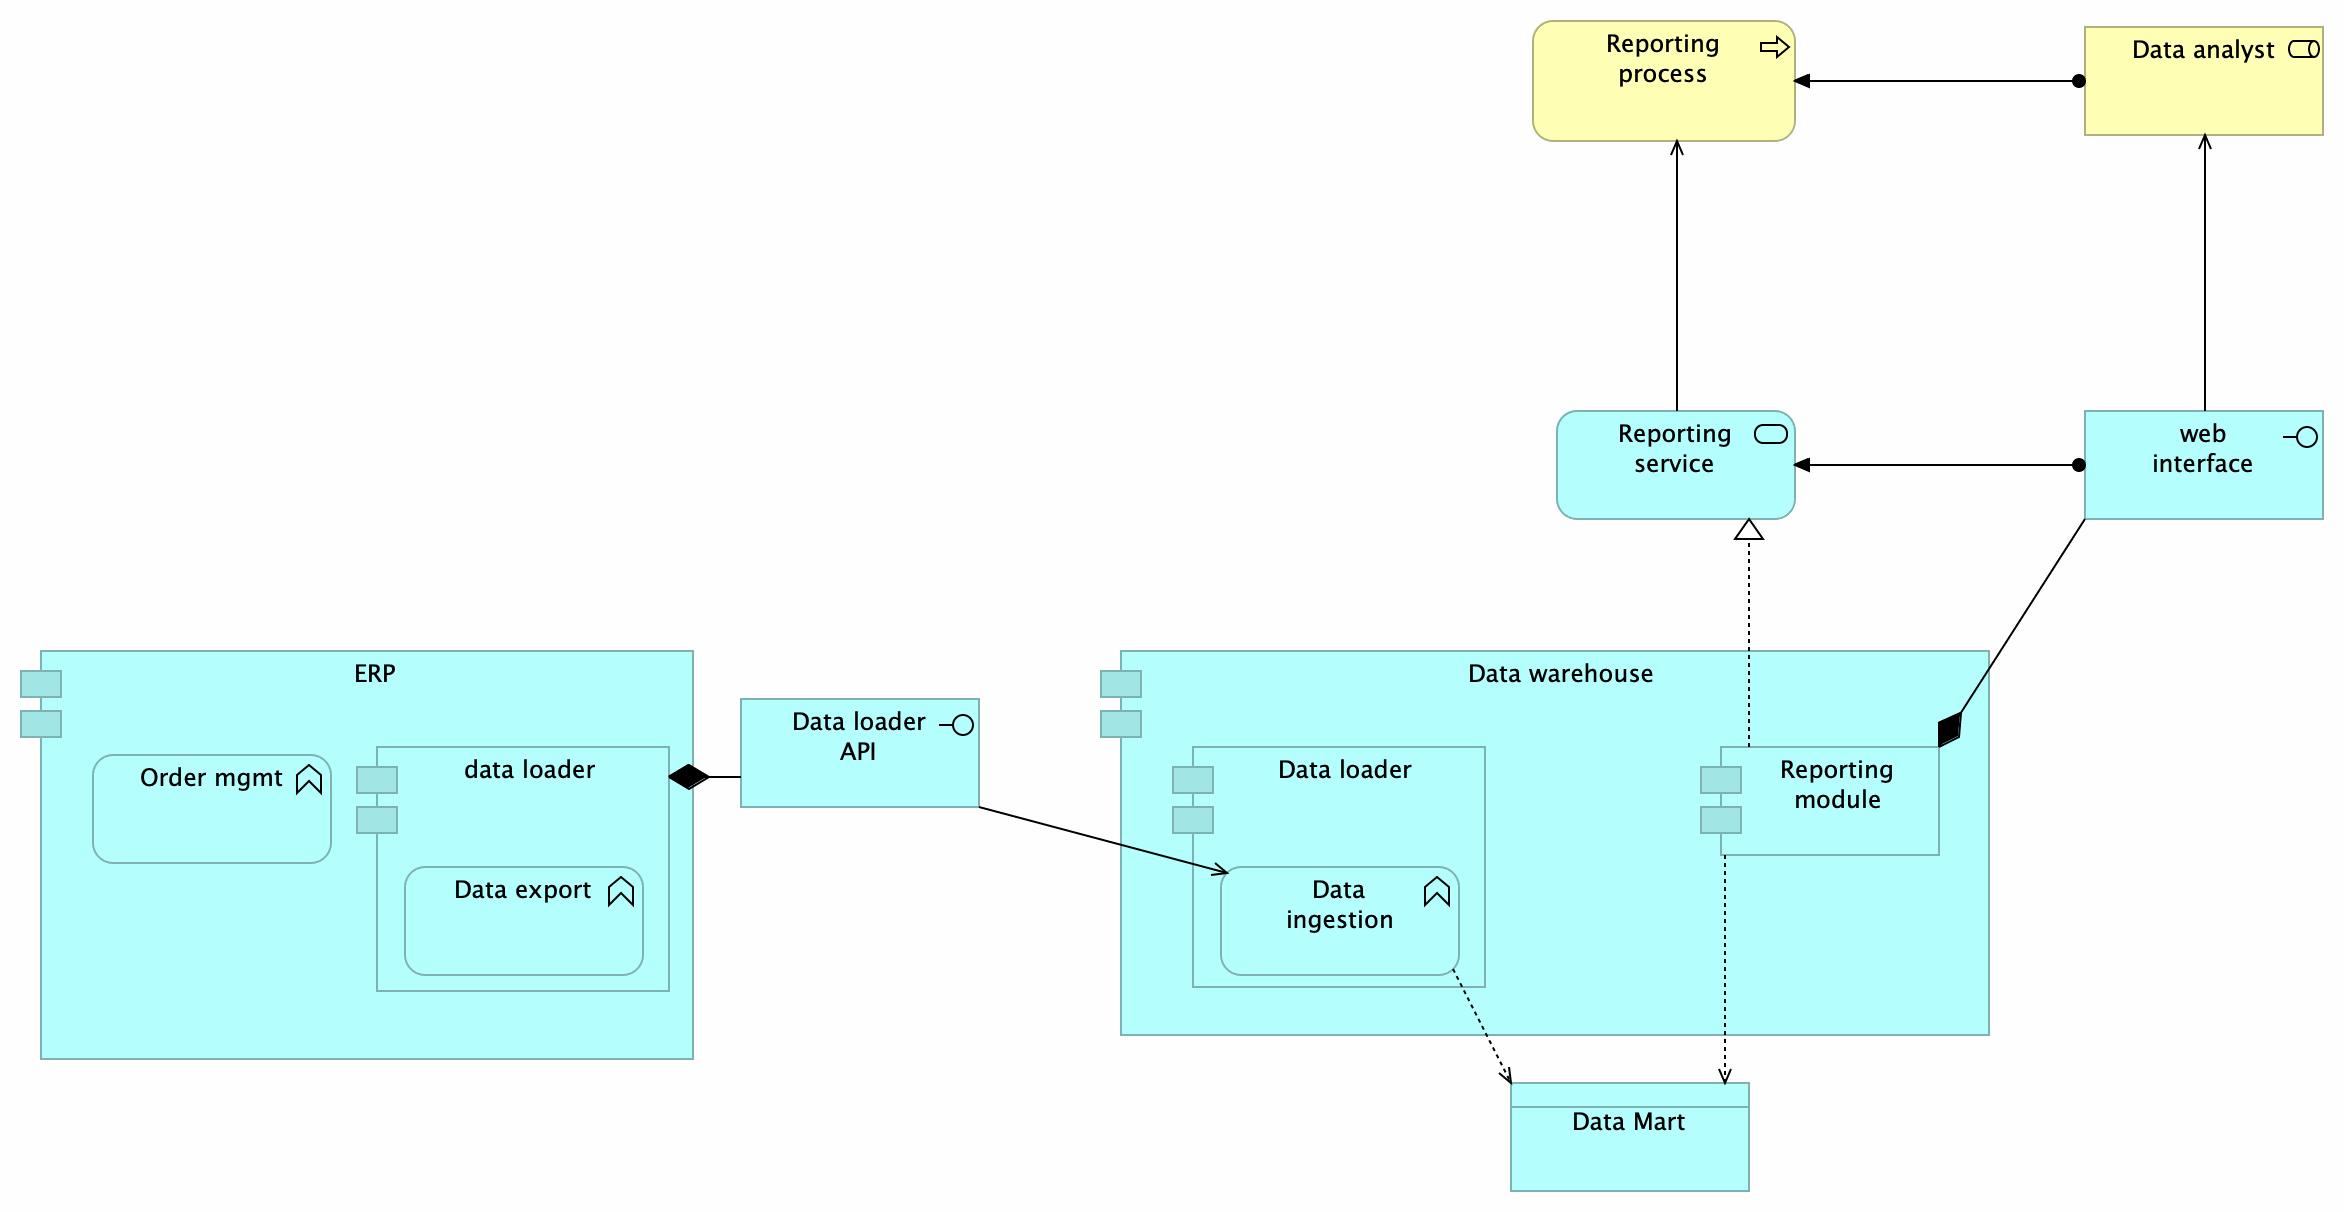 Reporting
process
Data analyst
Reporting
service
web
interface
ERP
Order mgmt
data loader
Data export
Data loader
API
Data warehouse
Data loader
Data
ingestion
Reporting
module
Data Mart